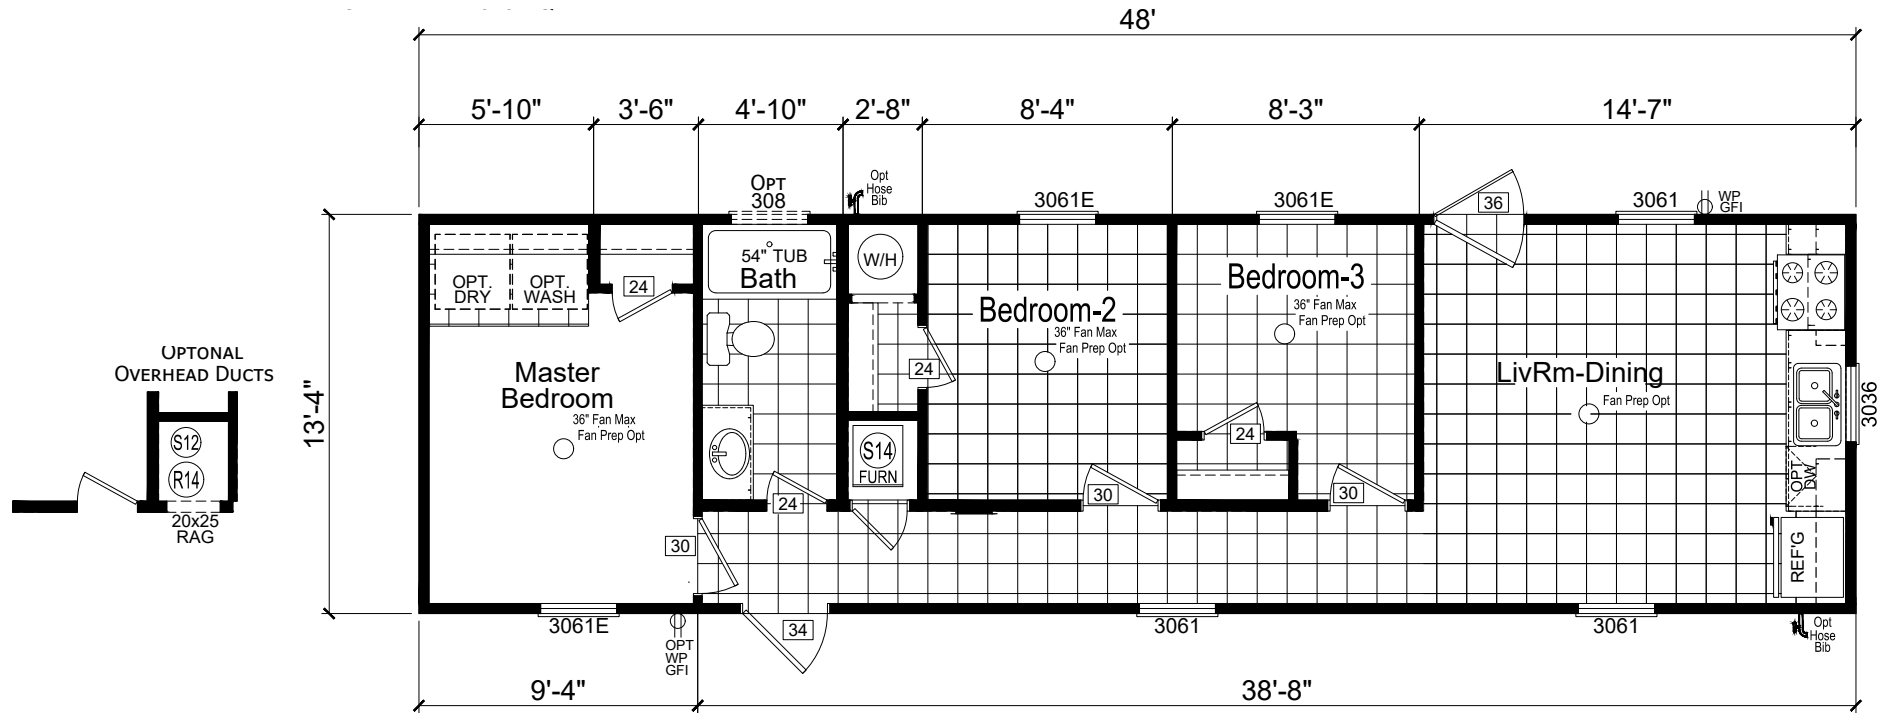 48'
5'-10"
3'-6"
4'-10"
2'-8"
8'-4"
8'-3"
14'-7"
OPT
308
Opt
Hose
Bib
3061E
3061E
36
3061
WP
GFI
54" TUB
Bath
W/H
OPT.
DRY
OPT.
WASH
24
Bedroom-2
36" Fan Max
Fan Prep Opt
Bedroom-3
36" Fan Max
Fan Prep Opt
24
Master
Bedroom
36" Fan Max
Fan Prep Opt
LivRm-Dining
Fan Prep Opt
3036
13'-4"
OPTONAL
OVERHEAD DUCTS
S12
R14
20x25
RAG
S14
FURN
24
24
30
30
30
OPT
DW
REF'G
3061E
OPT
WP
GFI
34
3061
3061
Opt
Hose
Bib
9'-4"
38'-8"